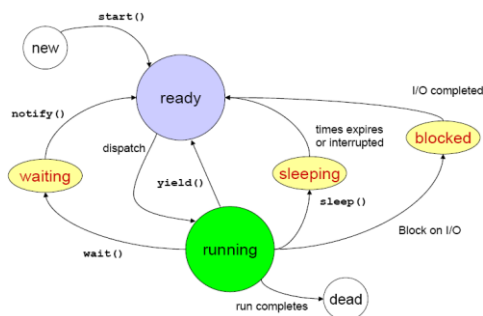 start()
new
ready
I/O completed
notify()
dispatch
times expires
or interrupted
blocked
waiting
yield()
sleeping
sleep()
running
Block on I/O
wait()
run completes
dead